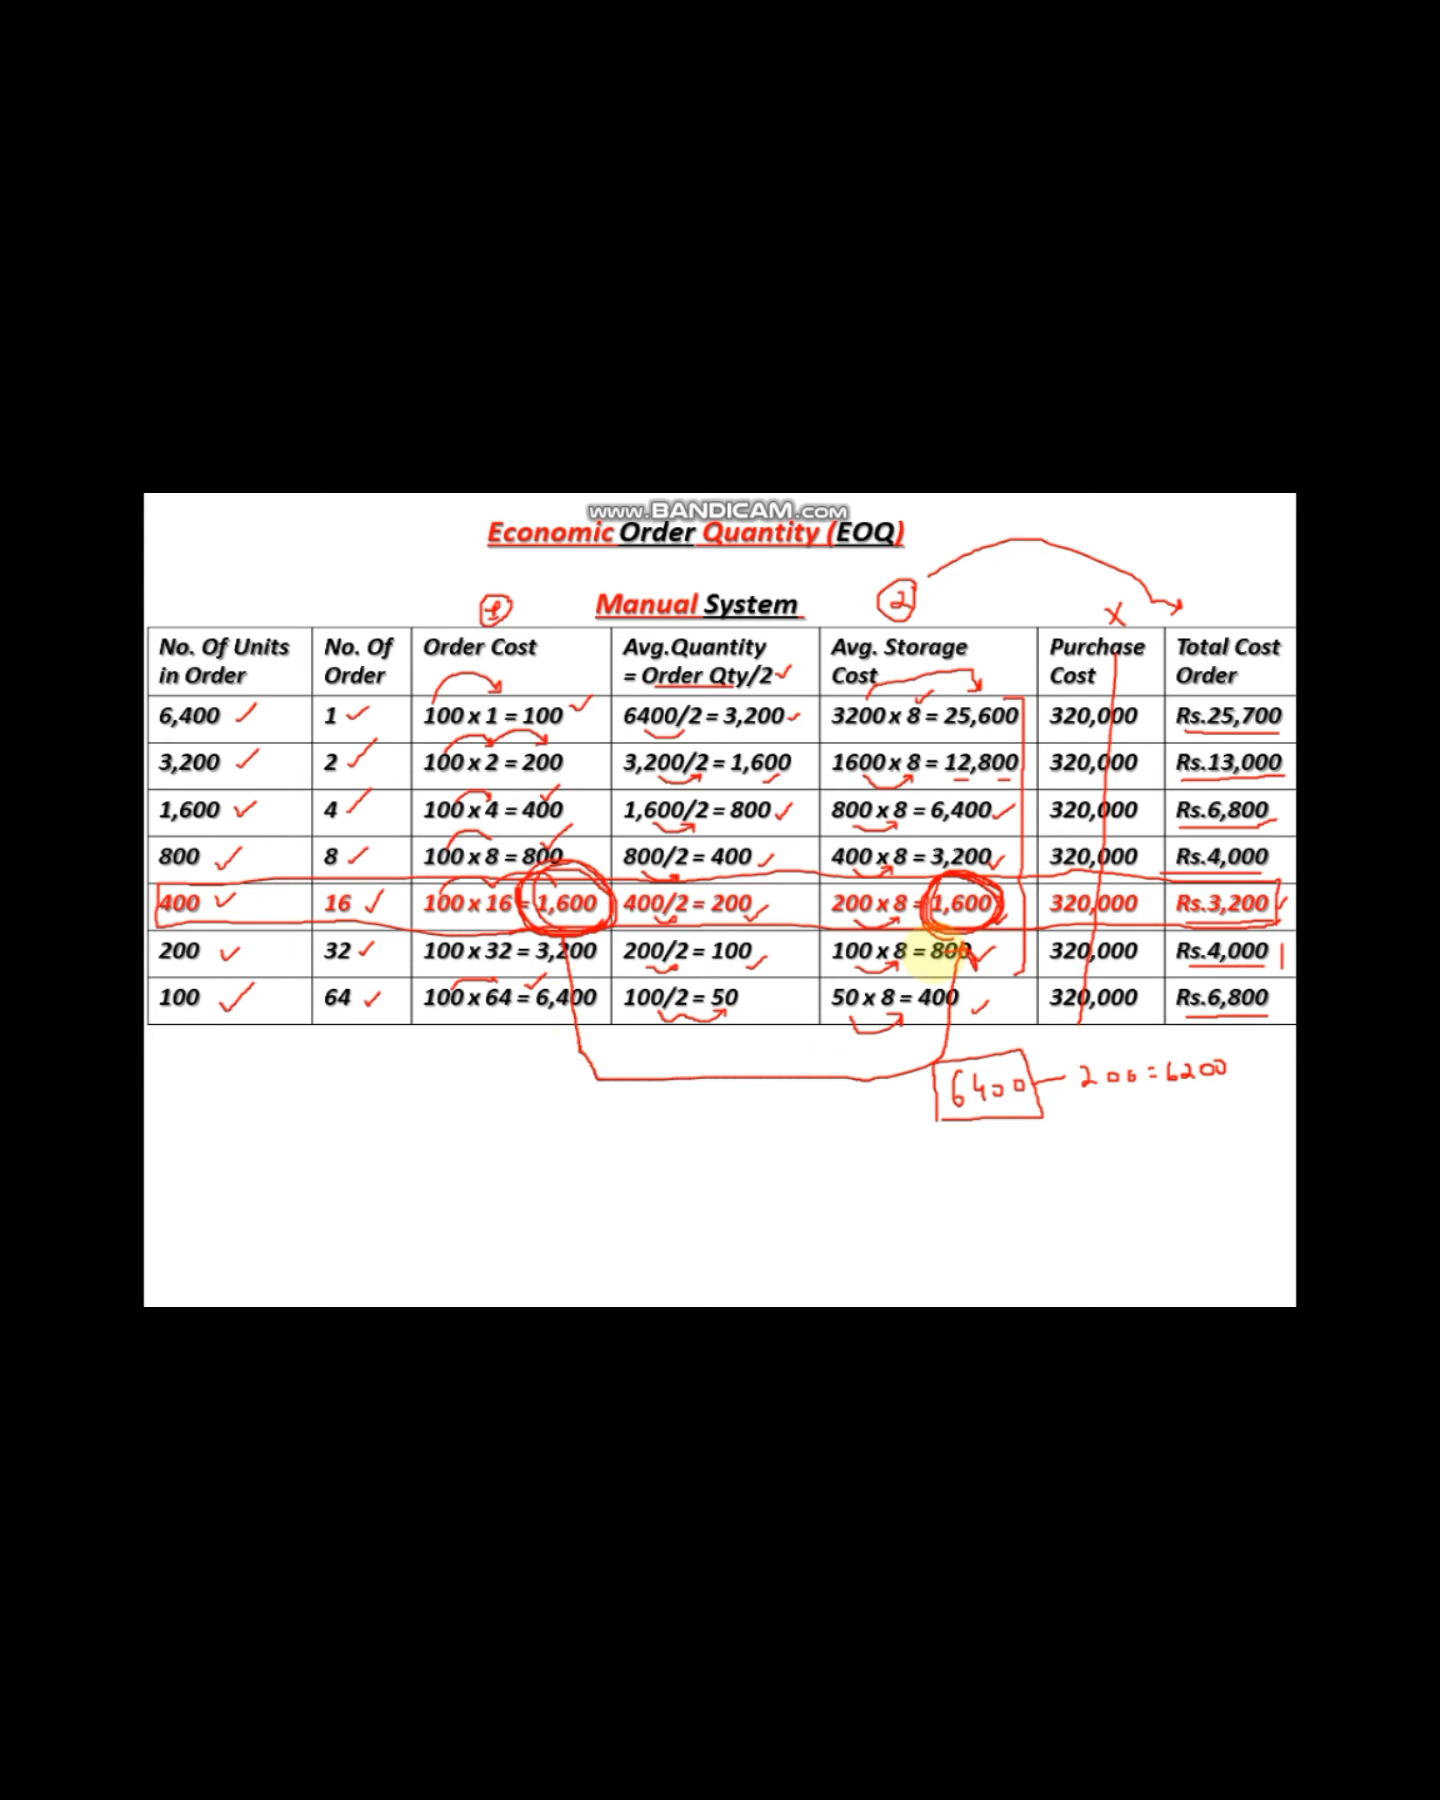 www.BANDICAM.com
Economic Order Quantity (EOQ)
1 2
Manual System X
No. Of Units in Order | No. Of Order | Order Cost | Avg.Quantity = Order Qty/2 | Avg. Storage Cost | Purchase Cost | Total Cost Order
6,400 | 1 | 100 x 1 = 100 | 6400/2 = 3,200 | 3200 x 8 = 25,600 | 320,000 | Rs.25,700
3,200 | 2 | 100 x 2 = 200 | 3,200/2 = 1,600 | 1600 x 8 = 12,800 | 320,000 | Rs.13,000
1,600 | 4 | 100 x 4 = 400 | 1,600/2 = 800 | 800 x 8 = 6,400 | 320,000 | Rs.6,800
800 | 8 | 100 x 8 = 800 | 800/2 = 400 | 400 x 8 = 3,200 | 320,000 | Rs.4,000
400 | 16 | 100 x 16 = 1,600 | 400/2 = 200 | 200 x 8 = 1,600 | 320,000 | Rs.3,200
200 | 32 | 100 x 32 = 3,200 | 200/2 = 100 | 100 x 8 = 800 | 320,000 | Rs.4,000
100 | 64 | 100 x 64 = 6,400 | 100/2 = 50 | 50 x 8 = 400 | 320,000 | Rs.6,800
6400 - 200 = 6200